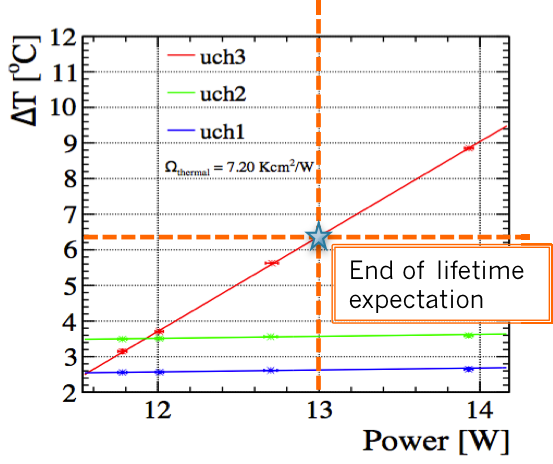 ΔT [°C]
12
11
10
9
8
7
6
5
4
3
2
uch3
uch2
uch1
Ωthermal = 7.20 Kcm²/W
End of lifetime
expectation
12
13
14
Power [W]